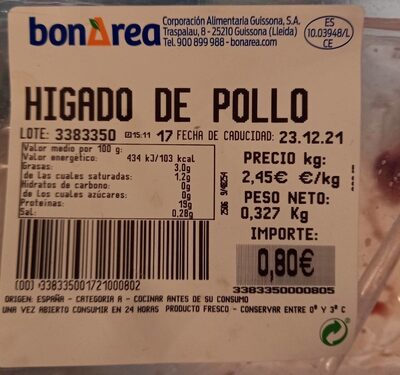 bonÀrea
Corporación Alimentaria Guissona, S.A.
Traspalau, 8 - 25210 Guissona (Lleida)
Tel. 900 899 988 - bonarea.com
ES
10.03948/L
CE
HIGADO DE POLLO
LOTE: 3383350 15:11 17 FECHA DE CADUCIDAD: 23.12.21
Valor medio por 100 g:
Valor energético: 434 kJ/103 kcal
Grasas: 3,0g
de las cuales saturadas: 1,2g
Hidratos de carbono: 0g
de los cuales azúcares: 0g
Proteínas: 19g
Sal: 0,28g
PRECIO kg:
2,45€ €/kg
PESO NETO:
0,327 Kg
IMPORTE:
0,80€
(00) 338335001721000802
3383350000805
ORIGEN: ESPAÑA - CATEGORIA A - COCINAR ANTES DE SU CONSUMO
UNA VEZ ABIERTO CONSUMIR EN 24 HORAS PRODUCTO FRESCO - CONSERVAR ENTRE 0º Y 3º C